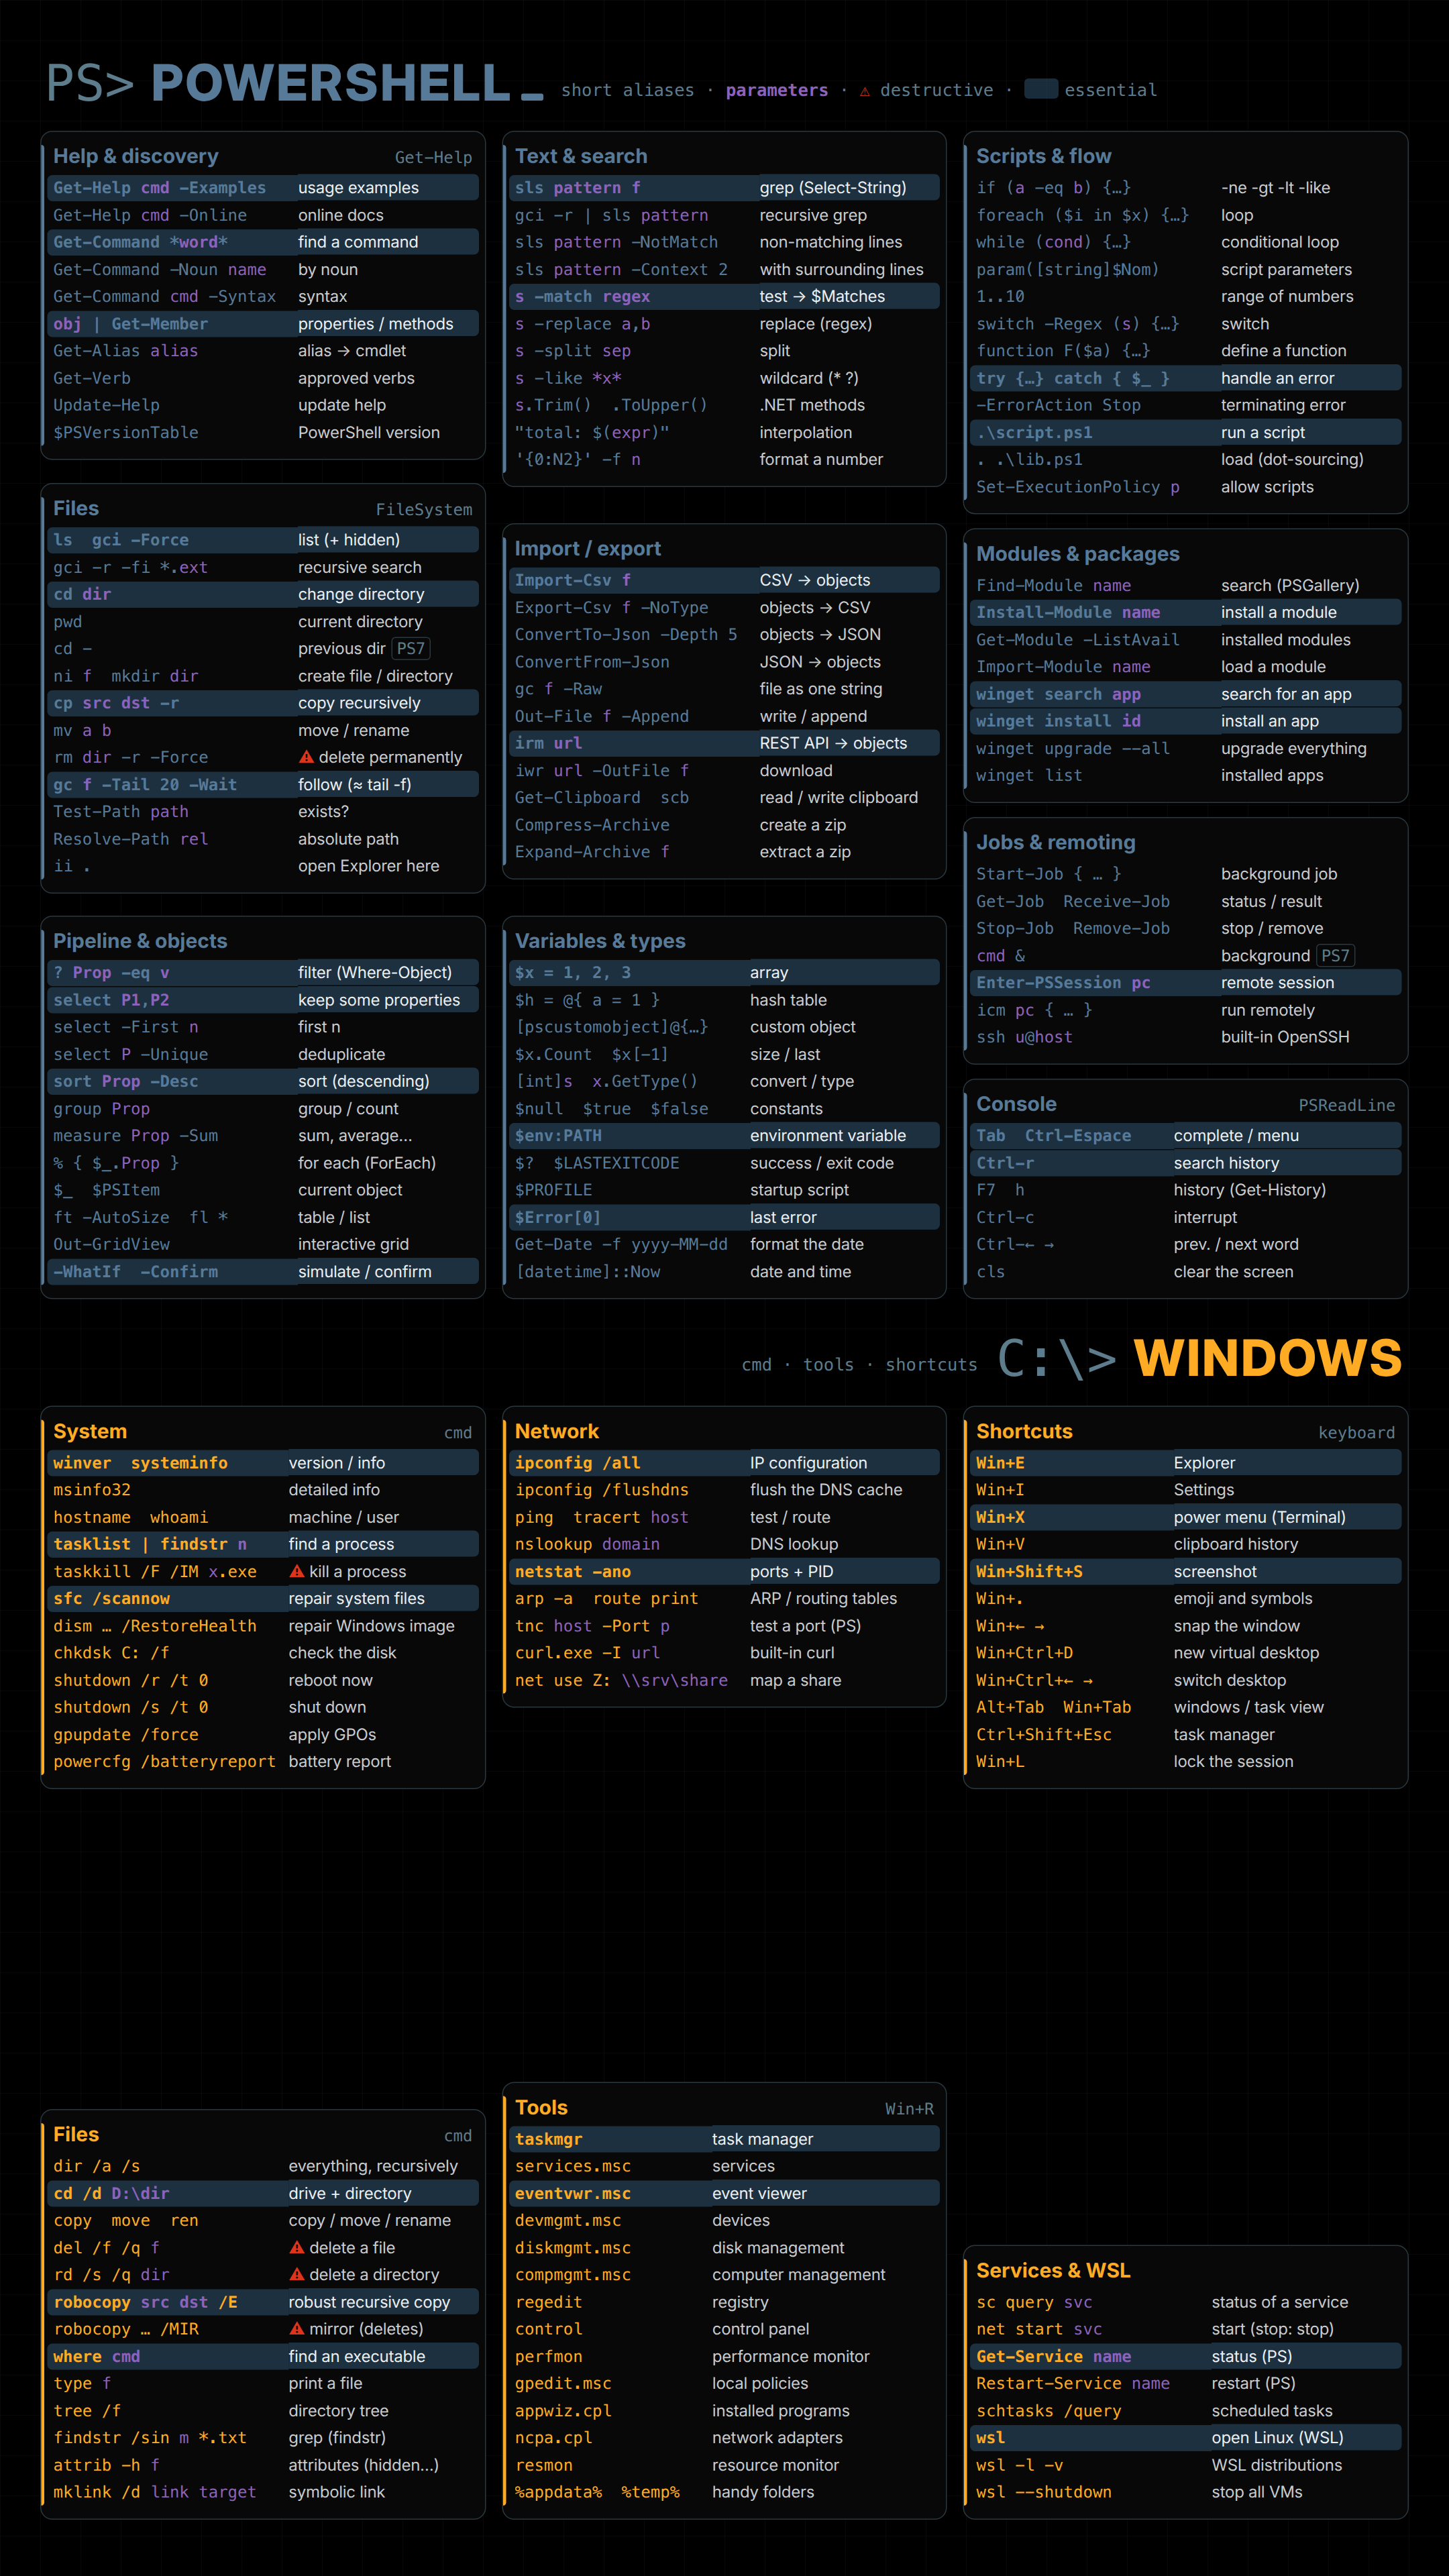 PS> POWERSHELL_ short aliases · parameters · ⚠ destructive · essential
Help & discovery Get-Help
Get-Help cmd -Examples usage examples
Get-Help cmd -Online online docs
Get-Command *word* find a command
Get-Command -Noun name by noun
Get-Command cmd -Syntax syntax
obj | Get-Member properties / methods
Get-Alias alias alias → cmdlet
Get-Verb approved verbs
Update-Help update help
$PSVersionTable PowerShell version
Files FileSystem
ls gci -Force list (+ hidden)
gci -r -fi *.ext recursive search
cd dir change directory
pwd current directory
cd - previous dir PS7
ni f mkdir dir create file / directory
cp src dst -r copy recursively
mv a b move / rename
rm dir -r -Force ⚠ delete permanently
gc f -Tail 20 -Wait follow (≈ tail -f)
Test-Path path exists?
Resolve-Path rel absolute path
ii . open Explorer here
Pipeline & objects
? Prop -eq v filter (Where-Object)
select P1,P2 keep some properties
select -First n first n
select P -Unique deduplicate
sort Prop -Desc sort (descending)
group Prop group / count
measure Prop -Sum sum, average…
% { $_.Prop } for each (ForEach)
$_ $PSItem current object
ft -AutoSize fl * table / list
Out-GridView interactive grid
-WhatIf -Confirm simulate / confirm
Text & search
sls pattern f grep (Select-String)
gci -r | sls pattern recursive grep
sls pattern -NotMatch non-matching lines
sls pattern -Context 2 with surrounding lines
s -match regex test → $Matches
s -replace a,b replace (regex)
s -split sep split
s -like *x* wildcard (* ?)
s.Trim() .ToUpper() .NET methods
"total: $(expr)" interpolation
'{0:N2}' -f n format a number
Import / export
Import-Csv f CSV → objects
Export-Csv f -NoType objects → CSV
ConvertTo-Json -Depth 5 objects → JSON
ConvertFrom-Json JSON → objects
gc f -Raw file as one string
Out-File f -Append write / append
irm url REST API → objects
iwr url -OutFile f download
Get-Clipboard scb read / write clipboard
Compress-Archive create a zip
Expand-Archive f extract a zip
Variables & types
$x = 1, 2, 3 array
$h = @{ a = 1 } hash table
[pscustomobject]@{…} custom object
$x.Count $x[-1] size / last
[int]s x.GetType() convert / type
$null $true $false constants
$env:PATH environment variable
$? $LASTEXITCODE success / exit code
$PROFILE startup script
$Error[0] last error
Get-Date -f yyyy-MM-dd format the date
[datetime]::Now date and time
Scripts & flow
if (a -eq b) {…} -ne -gt -lt -like
foreach ($i in $x) {…} loop
while (cond) {…} conditional loop
param([string]$Nom) script parameters
1..10 range of numbers
switch -Regex (s) {…} switch
function F($a) {…} define a function
try {…} catch { $_ } handle an error
-ErrorAction Stop terminating error
.\script.ps1 run a script
. .\lib.ps1 load (dot-sourcing)
Set-ExecutionPolicy p allow scripts
Modules & packages
Find-Module name search (PSGallery)
Install-Module name install a module
Get-Module -ListAvail installed modules
Import-Module name load a module
winget search app search for an app
winget install id install an app
winget upgrade --all upgrade everything
winget list installed apps
Jobs & remoting
Start-Job { … } background job
Get-Job Receive-Job status / result
Stop-Job Remove-Job stop / remove
cmd & background PS7
Enter-PSSession pc remote session
icm pc { … } run remotely
ssh u@host built-in OpenSSH
Console PSReadLine
Tab Ctrl-Espace complete / menu
Ctrl-r search history
F7 h history (Get-History)
Ctrl-c interrupt
Ctrl-← → prev. / next word
cls clear the screen
cmd · tools · shortcuts C:\> WINDOWS
System cmd
winver systeminfo version / info
msinfo32 detailed info
hostname whoami machine / user
tasklist | findstr n find a process
taskkill /F /IM x.exe ⚠ kill a process
sfc /scannow repair system files
dism … /RestoreHealth repair Windows image
chkdsk C: /f check the disk
shutdown /r /t 0 reboot now
shutdown /s /t 0 shut down
gpupdate /force apply GPOs
powercfg /batteryreport battery report
Network
ipconfig /all IP configuration
ipconfig /flushdns flush the DNS cache
ping tracert host test / route
nslookup domain DNS lookup
netstat -ano ports + PID
arp -a route print ARP / routing tables
tnc host -Port p test a port (PS)
curl.exe -I url built-in curl
net use Z: \\srv\share map a share
Shortcuts keyboard
Win+E Explorer
Win+I Settings
Win+X power menu (Terminal)
Win+V clipboard history
Win+Shift+S screenshot
Win+. emoji and symbols
Win+← → snap the window
Win+Ctrl+D new virtual desktop
Win+Ctrl+← → switch desktop
Alt+Tab Win+Tab windows / task view
Ctrl+Shift+Esc task manager
Win+L lock the session
Files cmd
dir /a /s everything, recursively
cd /d D:\dir drive + directory
copy move ren copy / move / rename
del /f /q f ⚠ delete a file
rd /s /q dir ⚠ delete a directory
robocopy src dst /E robust recursive copy
robocopy … /MIR ⚠ mirror (deletes)
where cmd find an executable
type f print a file
tree /f directory tree
findstr /sin m *.txt grep (findstr)
attrib -h f attributes (hidden…)
mklink /d link target symbolic link
Tools Win+R
taskmgr task manager
services.msc services
eventvwr.msc event viewer
devmgmt.msc devices
diskmgmt.msc disk management
compmgmt.msc computer management
regedit registry
control control panel
perfmon performance monitor
gpedit.msc local policies
appwiz.cpl installed programs
ncpa.cpl network adapters
resmon resource monitor
%appdata% %temp% handy folders
Services & WSL
sc query svc status of a service
net start svc start (stop: stop)
Get-Service name status (PS)
Restart-Service name restart (PS)
schtasks /query scheduled tasks
wsl open Linux (WSL)
wsl -l -v WSL distributions
wsl --shutdown stop all VMs